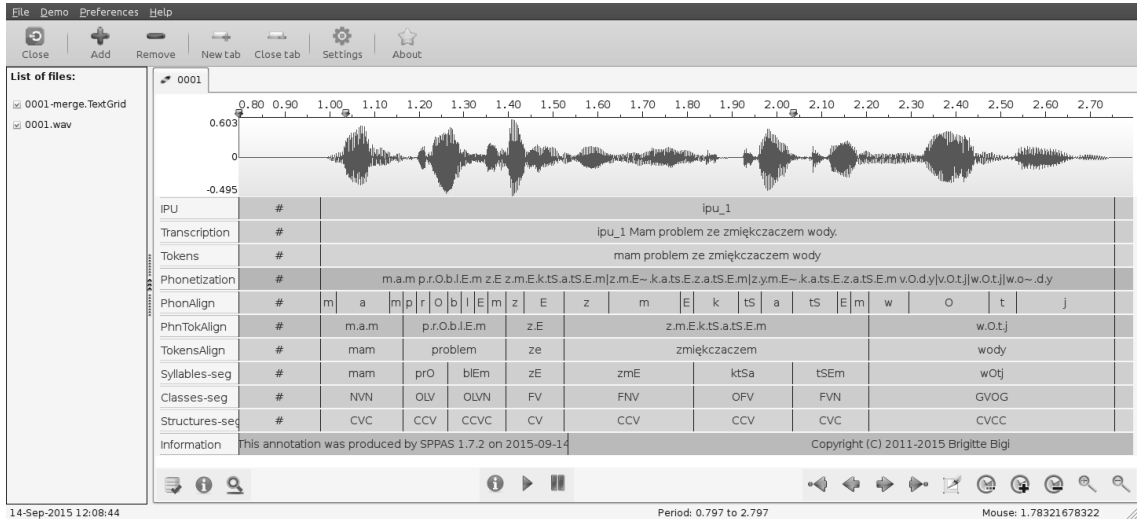 File Demo Preferences Help
Close Add Remove New tab Close tab Settings About
List of files:
0001-merge.TextGrid
0001.wav
0001
0.80 0.90 1.00 1.10 1.20 1.30 1.40 1.50 1.60 1.70 1.80 1.90 2.00 2.10 2.20 2.30 2.40 2.50 2.60 2.70
0.603
0
-0.495
IPU # ipu_1
Transcription # ipu_1 Mam problem ze zmiękczaczem wody.
Tokens # mam problem ze zmiękczaczem wody
Phonetization m.a.m p.r.O.b.l.E.m z.E z.m.E.k.tS.a.tS.E.m|z.m.E~.k.a.ts.E.z.a.tS.E.m|z.y.m.E~.k.a.ts.E.z.a.tS.E.m v.O.d.y|v.O.t.j|w.O.t.j|w.o~.d.y
PhonAlign # m a m p r O b l E m z E z m E k tS a tS E m w O t j
PhnTokAlign # m.a.m p.r.O.b.l.E.m z.E z.m.E.k.tS.a.tS.E.m w.O.t.j
TokensAlign # mam problem ze zmiękczaczem wody
Syllables-seg # mam prO blEm zE zmE ktSa tSEm wOtj
Classes-seg # NVN OLV OLVN FV FNV OFV FVN GVOG
Structures-seg # CVC CCV CCVC CV CCV CCV CVC CVCC
Information This annotation was produced by SPPAS 1.7.2 on 2015-09-14 Copyright (C) 2011-2015 Brigitte Bigi
14-Sep-2015 12:08:44 Period: 0.797 to 2.797 Mouse: 1.78321678322